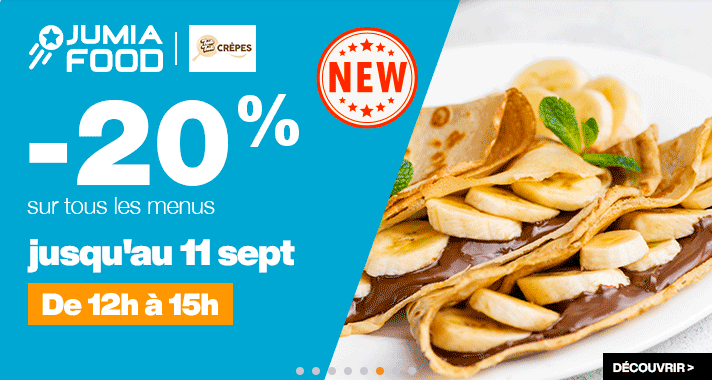 JUMIA
FOOD
CRÊPES
NEW
-20%
sur tous les menus
jusqu'au 11 sept
De 12h à 15h
DÉCOUVRIR >